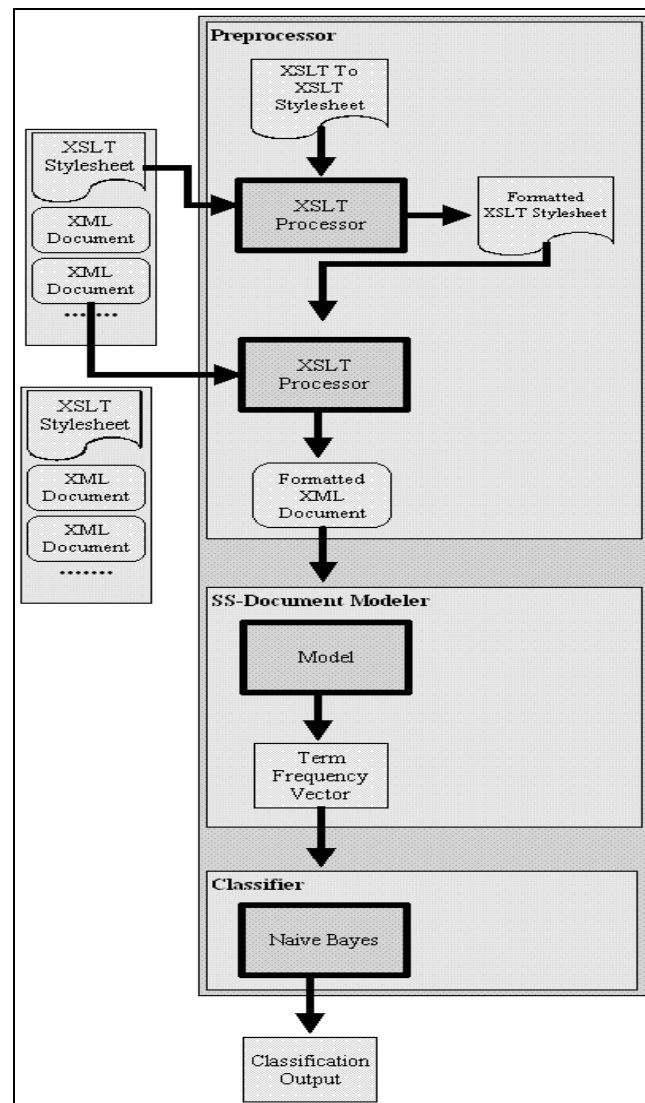 Preprocessor
XSLT To
XSLT
Stylesheet
XSLT
Stylesheet
XML
Document
XML
Document
.......
XSLT
Processor
Formatted
XSLT Stylesheet
XSLT
Processor
XSLT
Stylesheet
XML
Document
XML
Document
.......
Formatted
XML
Document
SS-Document Modeler
Model
Term
Frequency
Vector
Classifier
Naive Bayes
Classification
Output